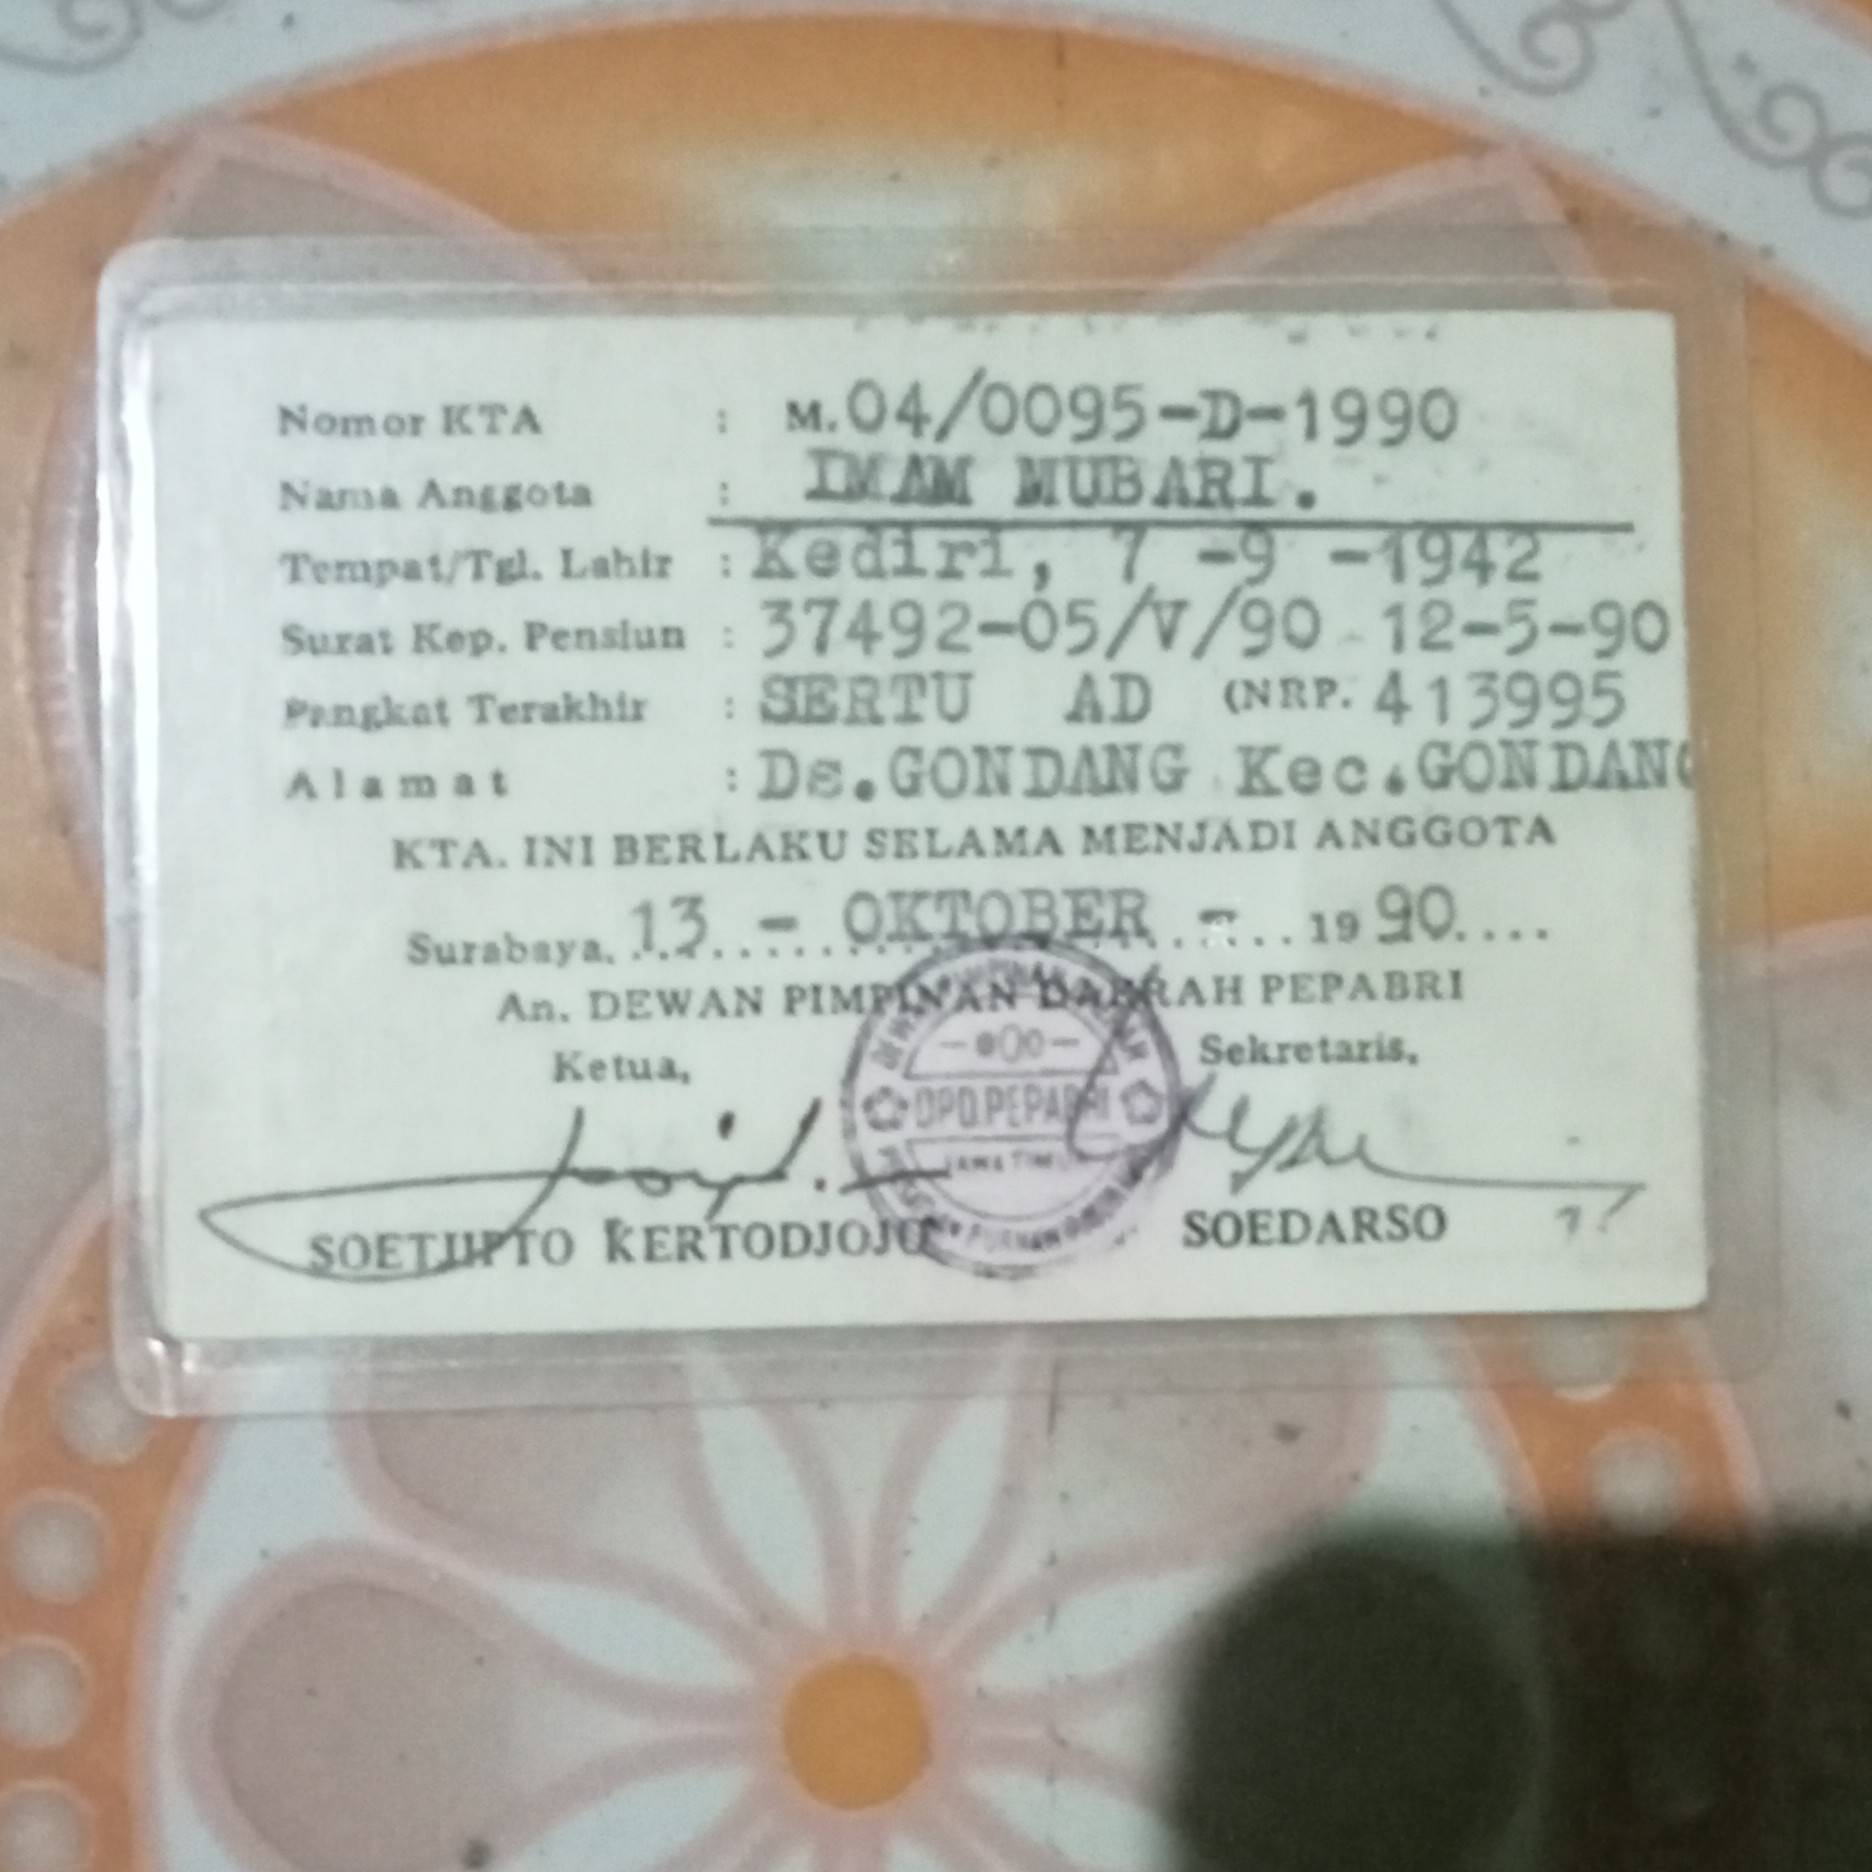 Nomor KTA : M.04/0095-D-1990
Nama Anggota : IMAM MUBARI.
Tempat/Tgl. Lahir : Kediri, 7 -9 -1942
Surat Kep. Pensiun : 37492-05/V/90 12-5-90
Pangkat Terakhir : SERTU AD (NRP. 413995
Alamat : Ds.GONDANG Kec.GONDANG
KTA. INI BERLAKU SELAMA MENJADI ANGGOTA
Surabaya, 13 - OKTOBER - 1990....
An. DEWAN PIMPINAN DAERAH PEPABRI
Ketua, Sekretaris,
DPD.PEPABRI
JAWA TIMUR
SOETJIPTO KERTODJOJO SOEDARSO